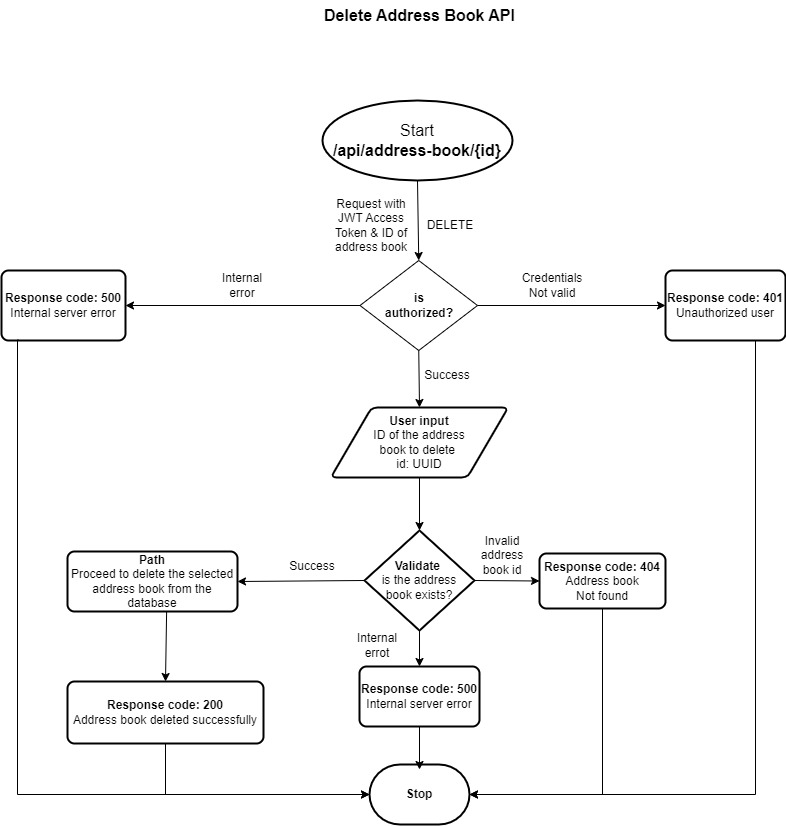 Delete Address Book API
Start
/api/address-book/{id}
Request with
JWT Access
Token & ID of
address book
DELETE
Internal
error
Credentials
Not valid
Response code: 500
Internal server error
is
authorized?
Response code: 401
Unauthorized user
Success
User input
ID of the address
book to delete
id: UUID
Success
Invalid
address
book id
Path
Proceed to delete the selected
address book from the
database
Validate
is the address
book exists?
Response code: 404
Address book
Not found
Internal
errot
Response code: 200
Address book deleted successfully
Response code: 500
Internal server error
Stop